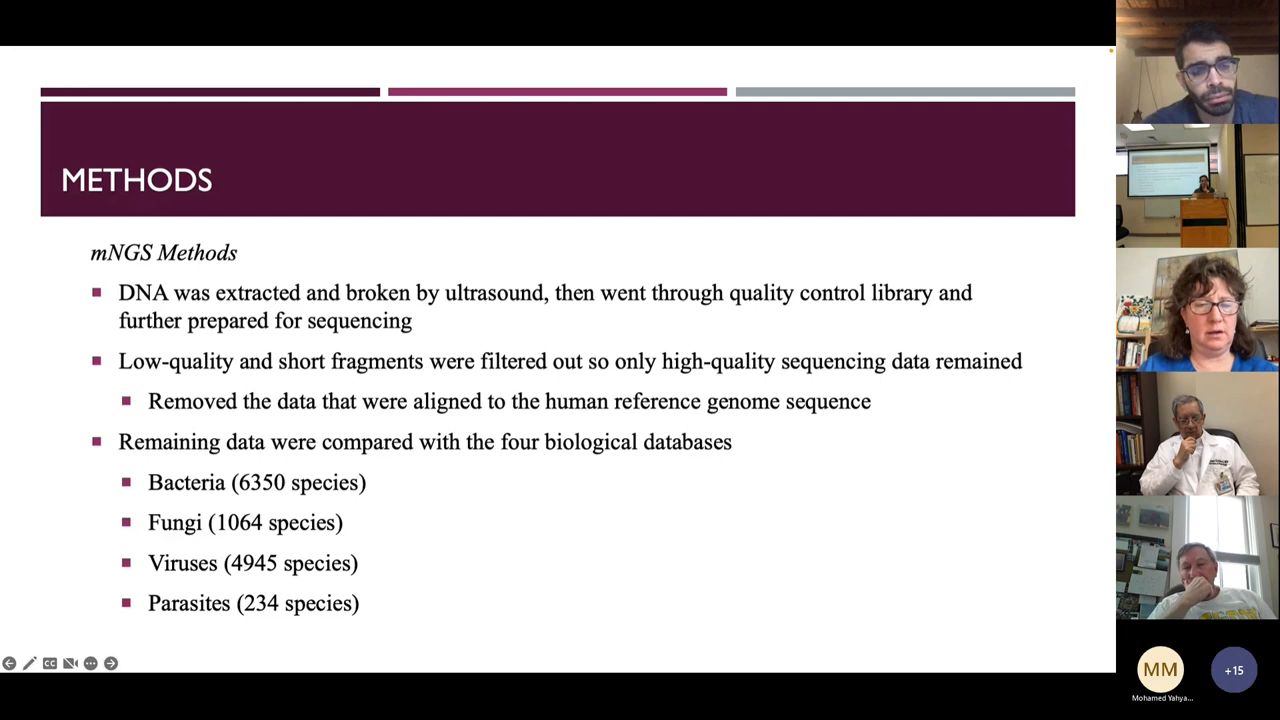 METHODS
mNGS Methods
DNA was extracted and broken by ultrasound, then went through quality control library and
further prepared for sequencing
Low-quality and short fragments were filtered out so only high-quality sequencing data remained
Removed the data that were aligned to the human reference genome sequence
Remaining data were compared with the four biological databases
Bacteria (6350 species)
Fungi (1064 species)
Viruses (4945 species)
Parasites (234 species)
CC
MM
+15
Mohamed Yahya...